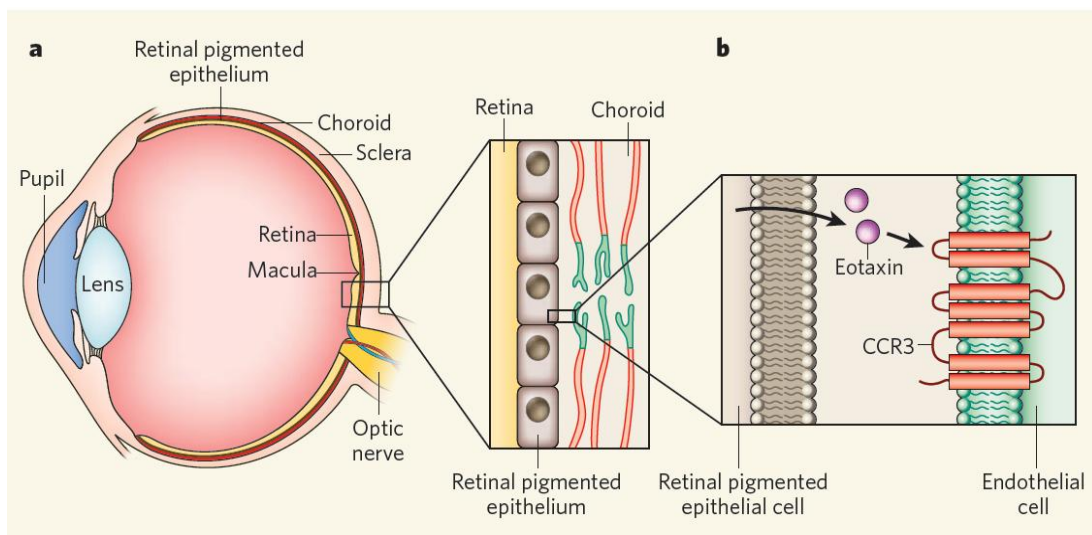 a
Retinal pigmented
epithelium
Choroid
Sclera
Pupil
Lens
Retina
Macula
Optic
nerve
Retina
Choroid
Retinal pigmented
epithelium
b
Eotaxin
CCR3
Retinal pigmented
epithelial cell
Endothelial
cell